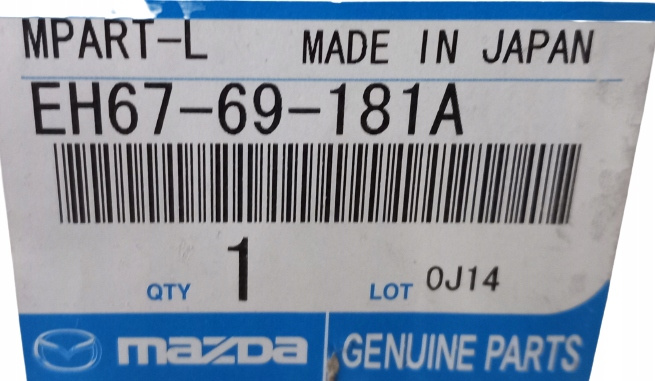 MPART-L MADE IN JAPAN
EH67-69-181A
QTY 1 LOT 0J14
mazda GENUINE PARTS